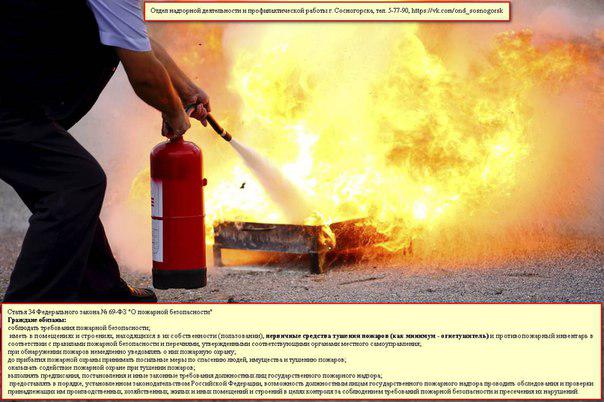 Отдел надзорной деятельности и профилактической работы г. Сосногорска, тел. 5-77-90, https://vk.com/ond_sosnogorsk
Статья 34 Федерального закона № 69-ФЗ "О пожарной безопасности"
Граждане обязаны:
соблюдать требования пожарной безопасности;
иметь в помещениях и строениях, находящихся в их собственности (пользовании), первичные средства тушения пожаров (как минимум - огнетушитель) и противопожарный инвентарь в
соответствии с правилами пожарной безопасности и перечнями, утвержденными соответствующими органами местного самоуправления;
при обнаружении пожаров немедленно уведомлять о них пожарную охрану;
до прибытия пожарной охраны принимать посильные меры по спасению людей, имущества и тушению пожаров;
оказывать содействие пожарной охране при тушении пожаров;
выполнять предписания, постановления и иные законные требования должностных лиц государственного пожарного надзора;
предоставлять в порядке, установленном законодательством Российской Федерации, возможность должностным лицам государственного пожарного надзора проводить обследования и проверки
принадлежащих им производственных, хозяйственных, жилых и иных помещений и строений в целях контроля за соблюдением требований пожарной безопасности и пресечения их нарушений.